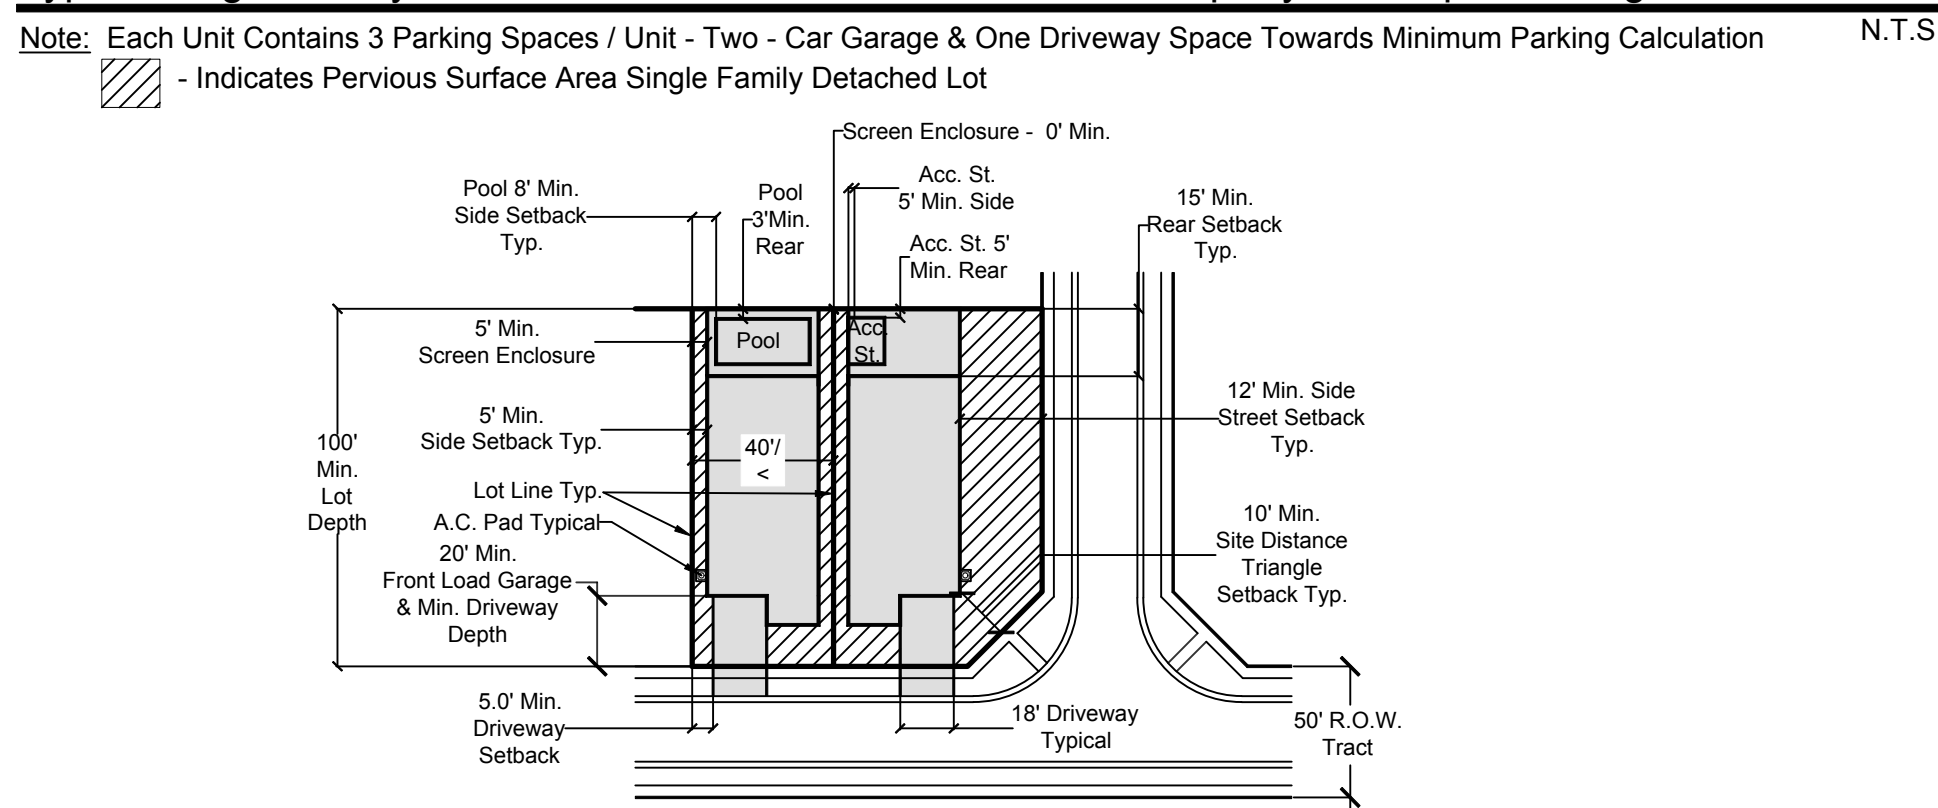 Note: Each Unit Contains 3 Parking Spaces / Unit - Two - Car Garage & One Driveway Space Towards Minimum Parking Calculation
N.T.S
- Indicates Pervious Surface Area Single Family Detached Lot
Screen Enclosure - 0' Min.
Pool 8' Min.
Side Setback
Typ.
Pool
3'Min.
Rear
Acc. St.
5' Min. Side
Acc. St. 5'
Min. Rear
15' Min.
Rear Setback
Typ.
5' Min.
Screen Enclosure
Pool
Acc.
St.
5' Min.
Side Setback Typ.
40'/
<
12' Min. Side
Street Setback
Typ.
100'
Min.
Lot
Depth
Lot Line Typ.
A.C. Pad Typical
20' Min.
Front Load Garage
& Min. Driveway
Depth
10' Min.
Site Distance
Triangle
Setback Typ.
5.0' Min.
Driveway
Setback
18' Driveway
Typical
50' R.O.W.
Tract